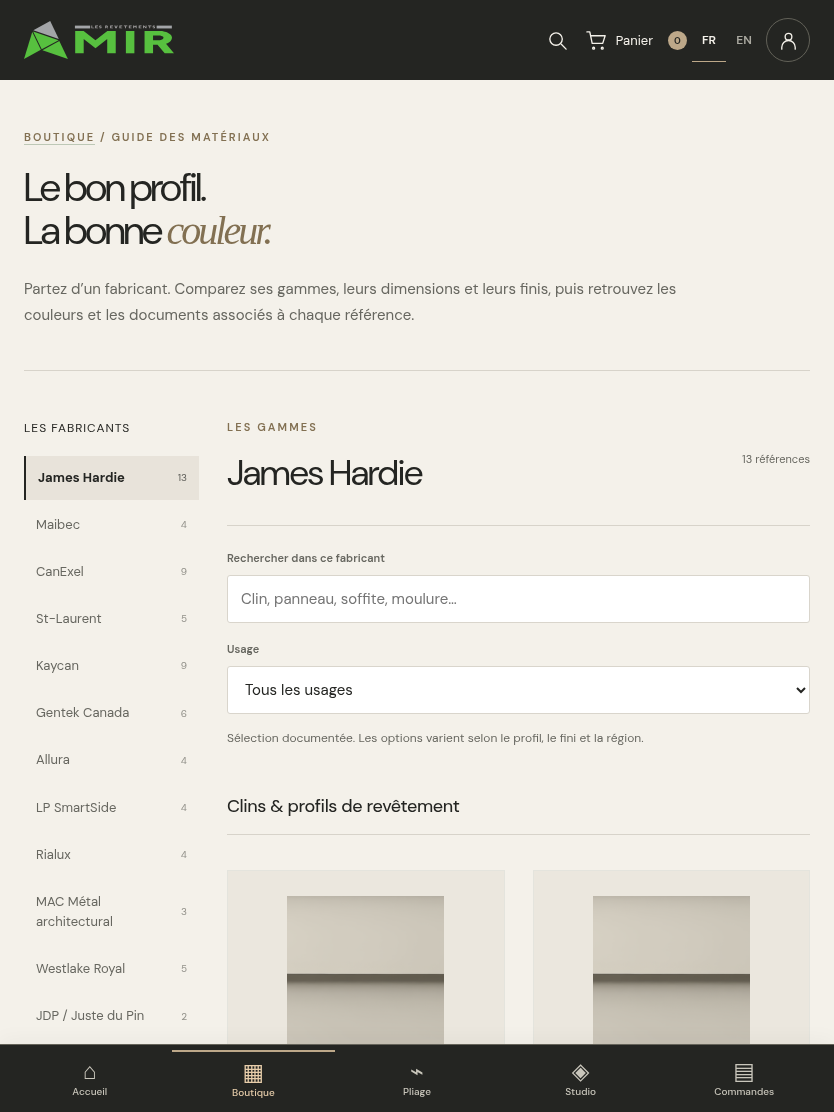 LES REVÊTEMENTS
MIR
Panier 0 FR EN
BOUTIQUE / GUIDE DES MATÉRIAUX
Le bon profil.
La bonne couleur.
Partez d’un fabricant. Comparez ses gammes, leurs dimensions et leurs finis, puis retrouvez les
couleurs et les documents associés à chaque référence.
LES FABRICANTS
James Hardie 13
Maibec 4
CanExel 9
St-Laurent 5
Kaycan 9
Gentek Canada 6
Allura 4
LP SmartSide 4
Rialux 4
MAC Métal
architectural 3
Westlake Royal 5
JDP / Juste du Pin 2
LES GAMMES
James Hardie
13 références
Rechercher dans ce fabricant
Clin, panneau, soffite, moulure…
Usage
Tous les usages
Sélection documentée. Les options varient selon le profil, le fini et la région.
Clins & profils de revêtement
Accueil
Boutique
Pliage
Studio
Commandes